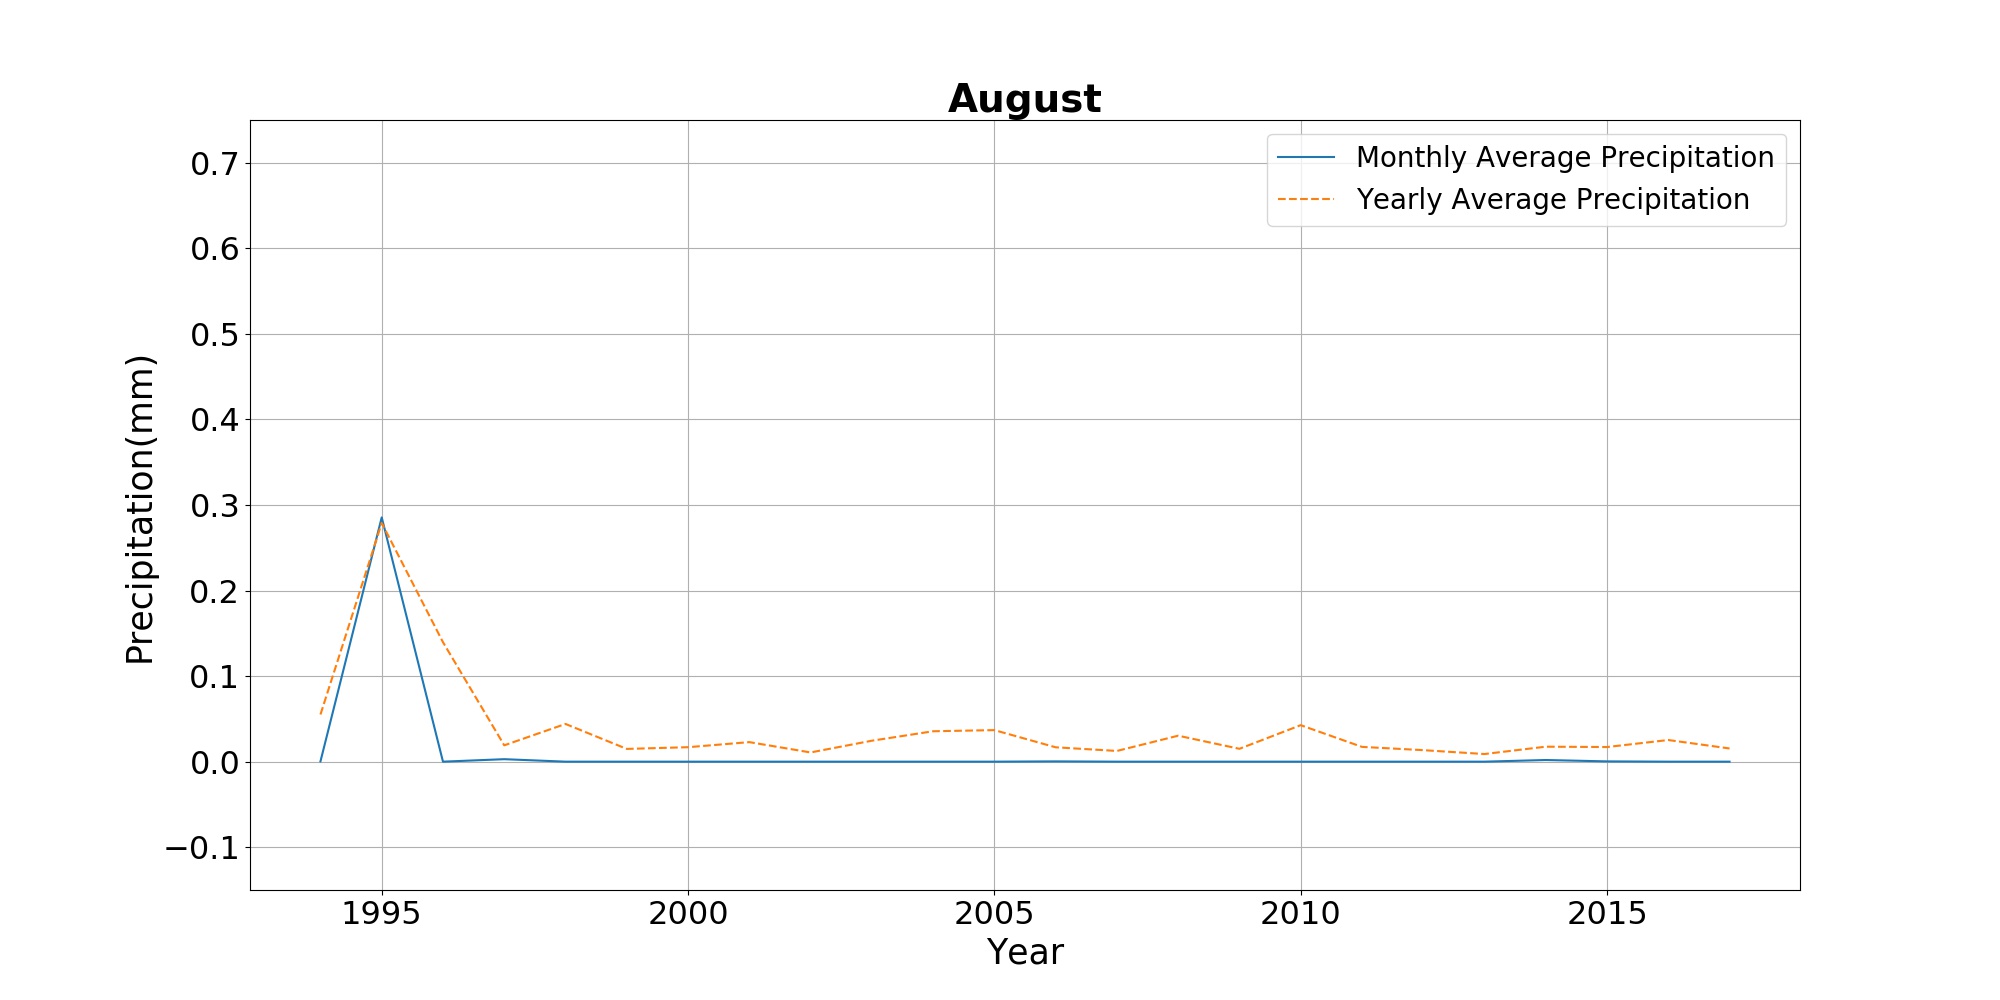 August
Monthly Average Precipitation
Yearly Average Precipitation
Precipitation(mm)
0.7
0.6
0.5
0.4
0.3
0.2
0.1
0.0
−0.1
1995 2000 2005 2010 2015
Year